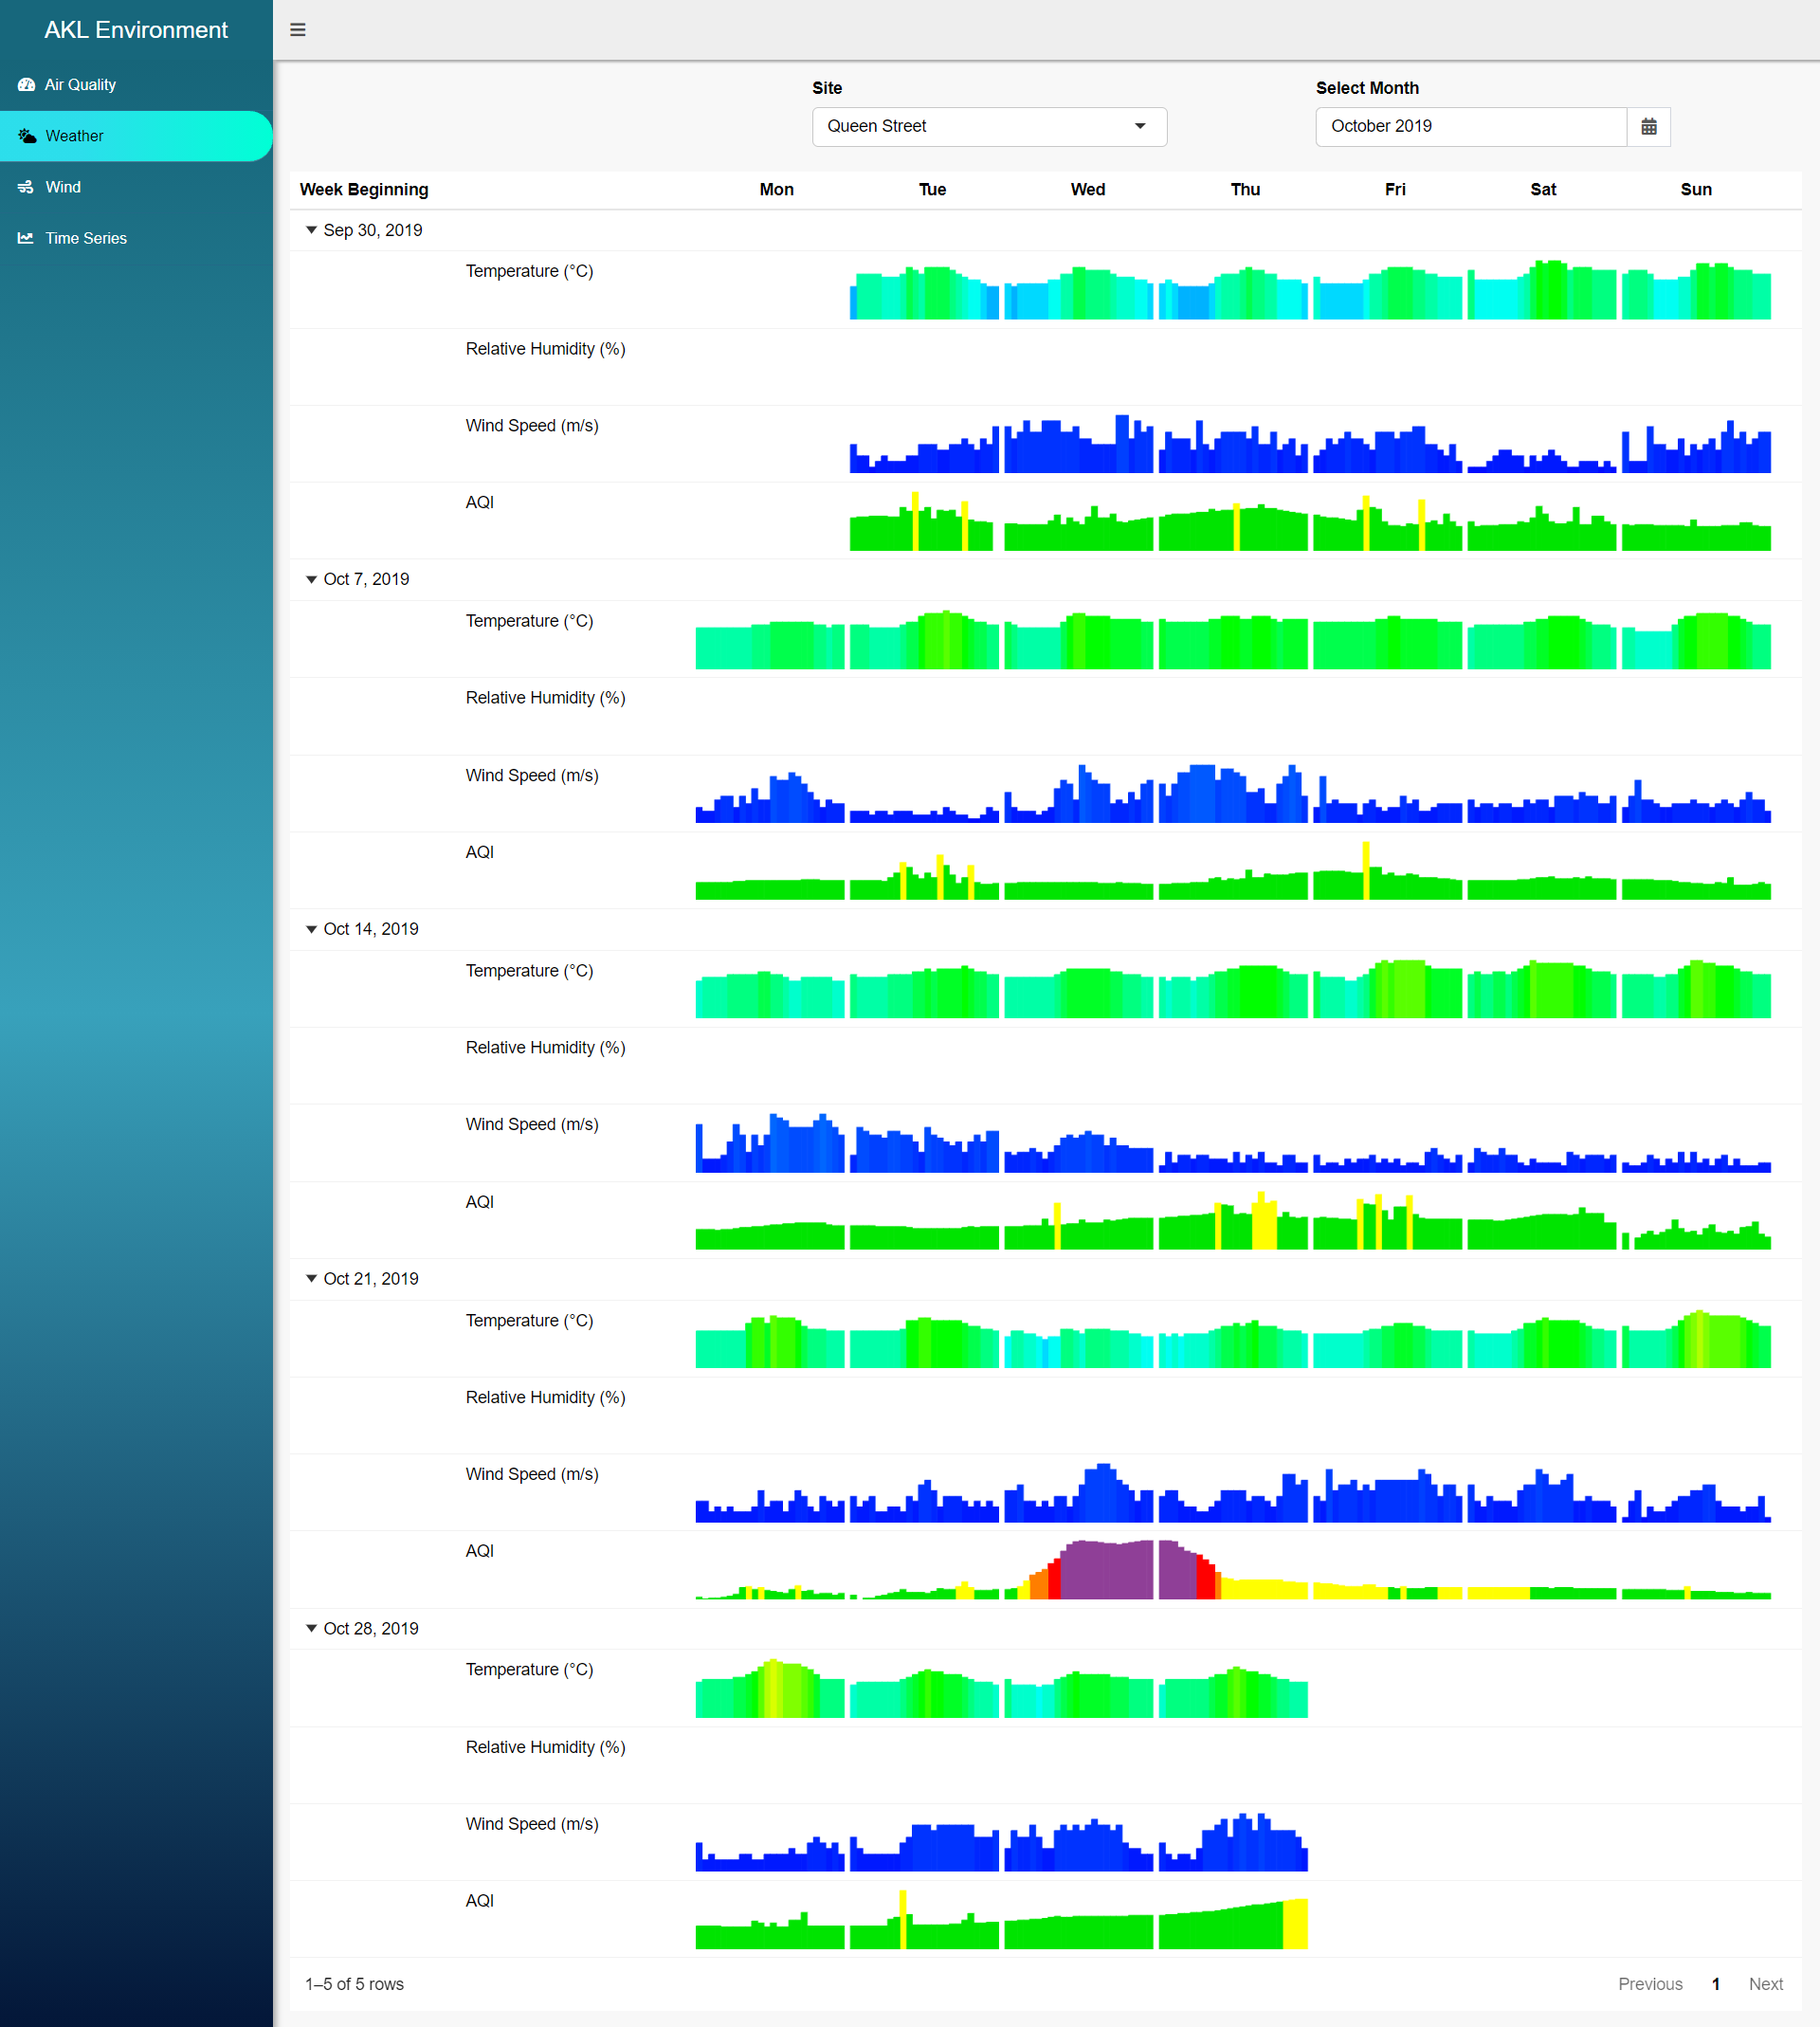 AKL Environment
Air Quality
Weather
Wind
Time Series
Site
Select Month
Queen Street
October 2019
Week Beginning Mon Tue Wed Thu Fri Sat Sun
Sep 30, 2019
Temperature (°C)
Relative Humidity (%)
Wind Speed (m/s)
AQI
Oct 7, 2019
Temperature (°C)
Relative Humidity (%)
Wind Speed (m/s)
AQI
Oct 14, 2019
Temperature (°C)
Relative Humidity (%)
Wind Speed (m/s)
AQI
Oct 21, 2019
Temperature (°C)
Relative Humidity (%)
Wind Speed (m/s)
AQI
Oct 28, 2019
Temperature (°C)
Relative Humidity (%)
Wind Speed (m/s)
AQI
1–5 of 5 rows
Previous 1 Next